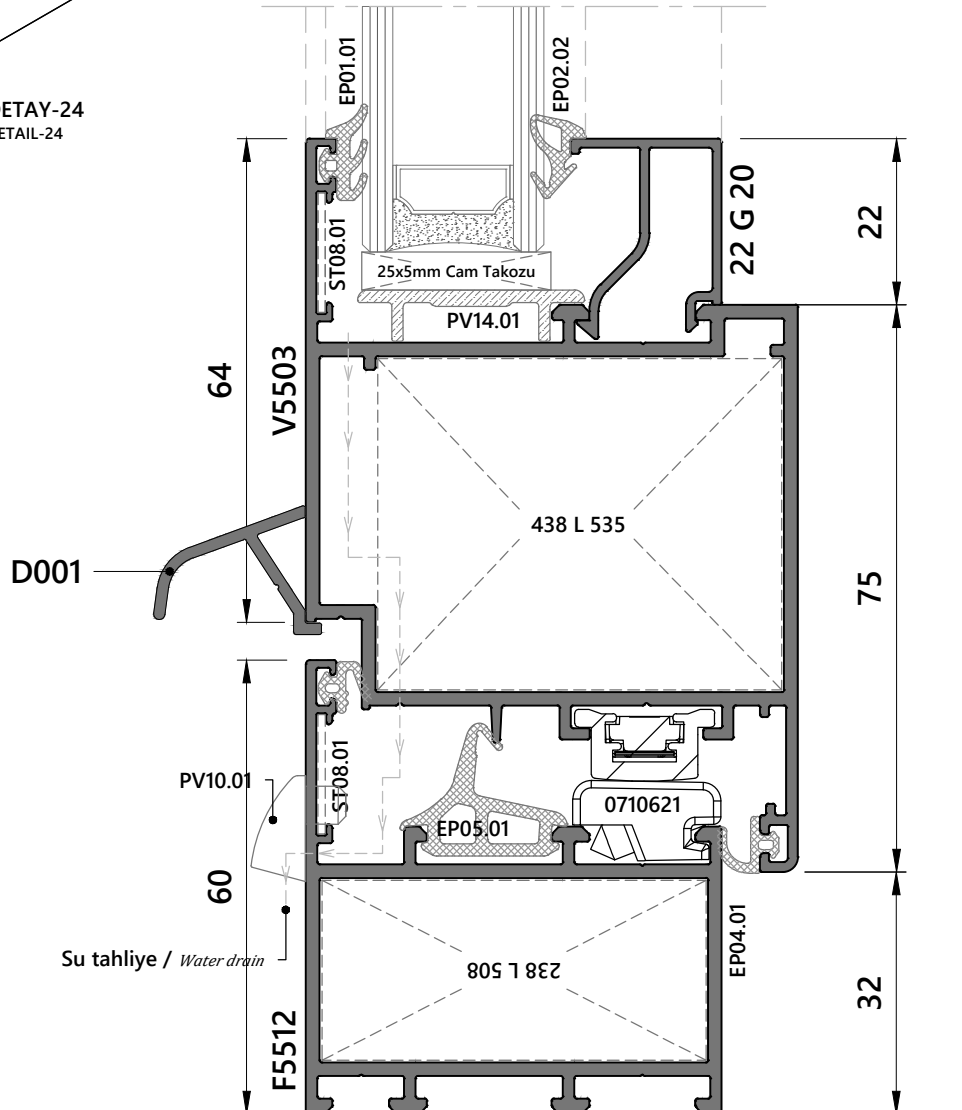 ETAY-24
ETAIL-24
EP01.01
EP02.02
22 G 20
22
ST08.01
25x5mm Cam Takozu
PV14.01
64
V5503
438 L 535
D001
75
PV10.01
ST08.01
0710621
EP05.01
60
EP04.01
Su tahliye / Water drain
238 L 508
32
F5512